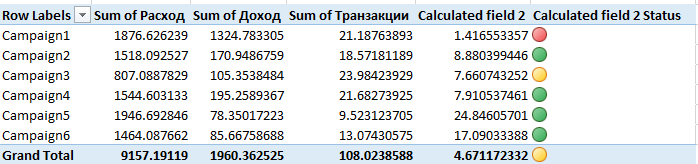 Row Labels Sum of Расход Sum of Доход Sum of Транзакции Calculated field 2 Calculated field 2 Status
Campaign1 1876.626239 1324.783305 21.18763893 1.416553357
Campaign2 1518.092527 170.9486759 18.57181189 8.880399446
Campaign3 807.0887829 105.3538484 23.98423929 7.660743252
Campaign4 1544.603133 195.2589367 21.68273925 7.910537461
Campaign5 1946.692846 78.35017223 9.523123705 24.84605701
Campaign6 1464.087662 85.66758688 13.07430575 17.09033388
Grand Total 9157.19119 1960.362525 108.0238588 4.671172332